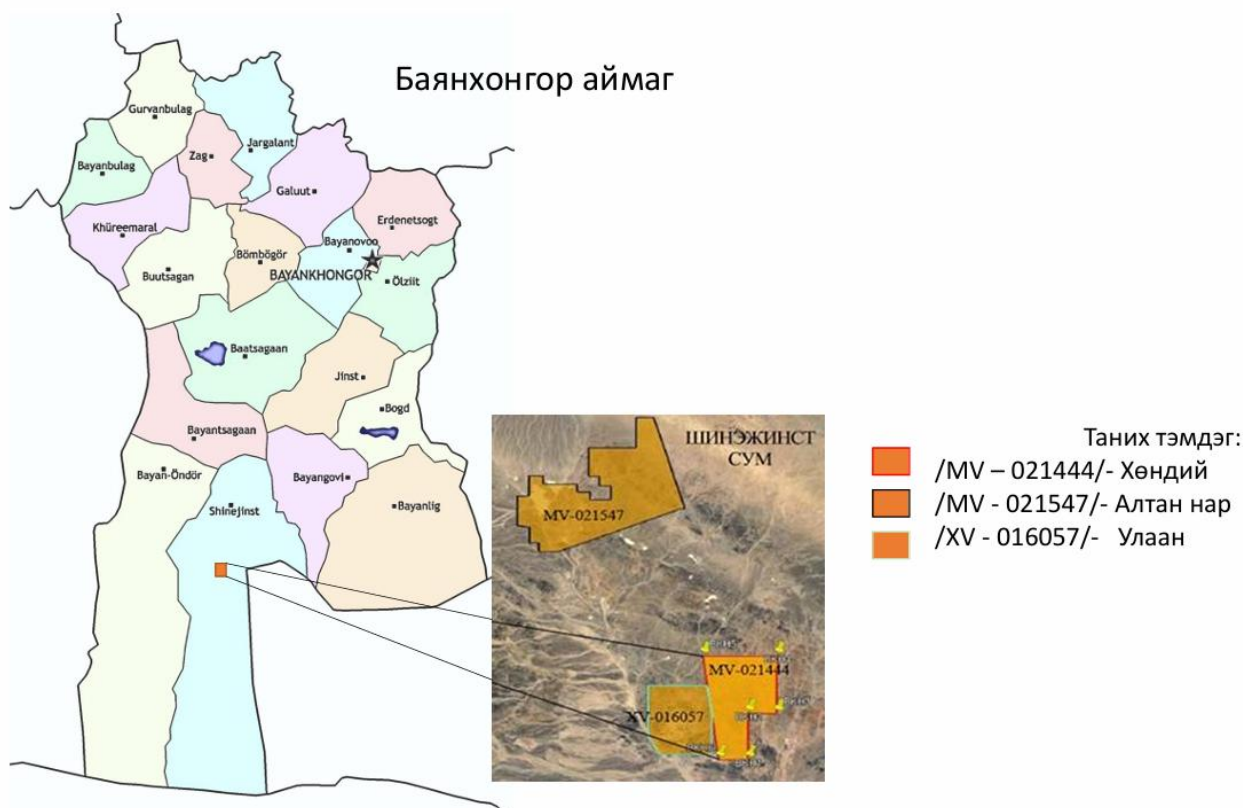 Баянхонгор аймаг
Gurvanbulag
Jargalant
Zag
Bayanbulag
Galuut
Khüreemaral
Erdenetsogt
Bayanovoo
Bömbögör
BAYANKHONGOR
Buutsagan
Ölziit
Baatsagaan
Jinst
Bogd
Bayantsagaan
Bayan-Öndör
Bayangovi
Shinejinst
Bayanlig
ШИНЭЖИНСТ
СУМ
MV-021547
MV-021444
XV-016057
Таних тэмдэг:
/MV – 021444/- Хөндий
/MV - 021547/- Алтан нар
/XV - 016057/- Улаан